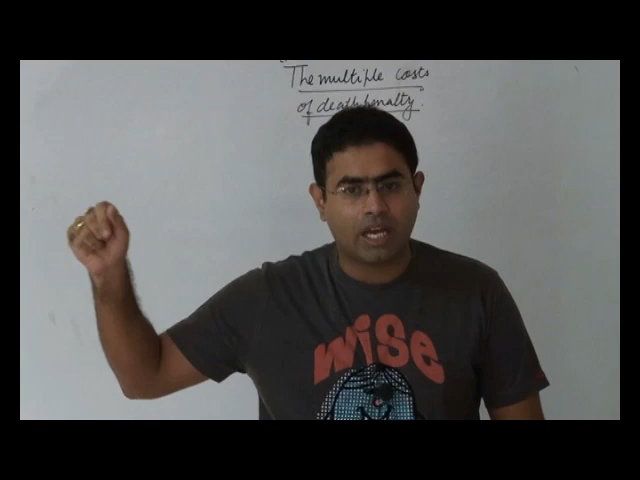 The multiple costs
of death penalty.
WISE